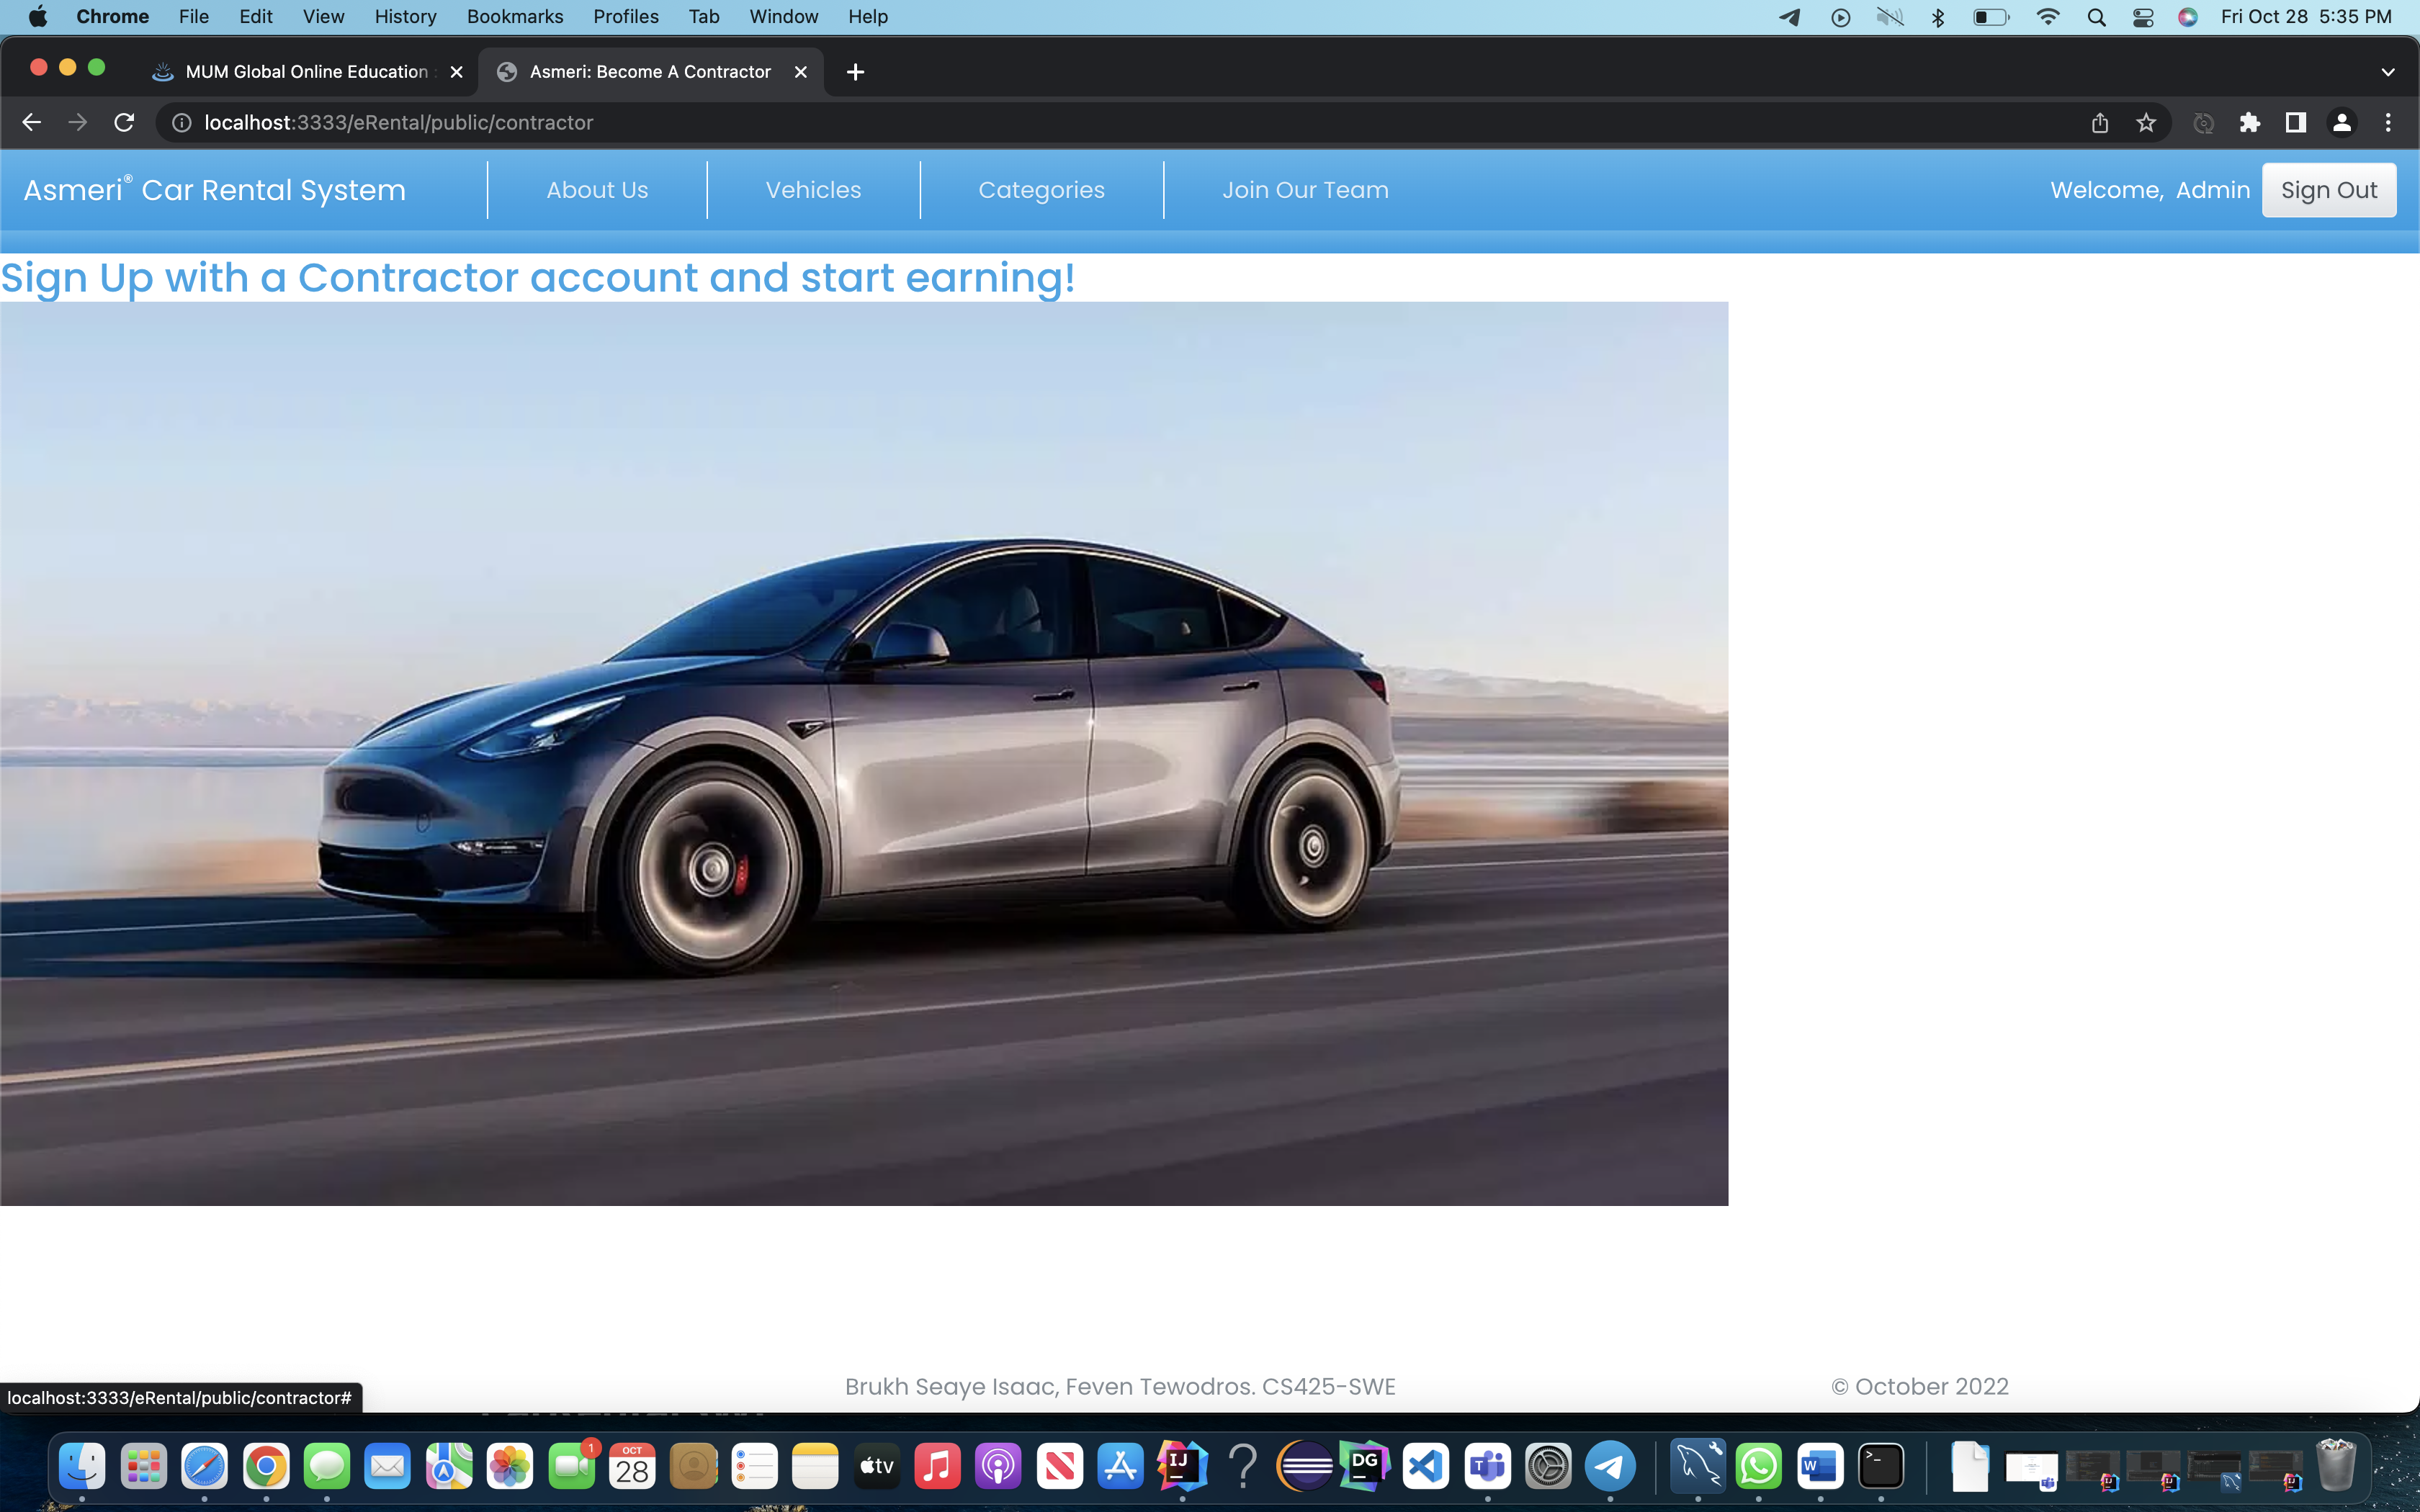 Chrome File Edit View History Bookmarks Profiles Tab Window Help Fri Oct 28 5:35 PM
MUM Global Online Education : Asmeri: Become A Contractor
localhost:3333/eRental/public/contractor
Asmeri® Car Rental System About Us Vehicles Categories Join Our Team Welcome, Admin Sign Out
Sign Up with a Contractor account and start earning!
Brukh Seaye Isaac, Feven Tewodros. CS425-SWE © October 2022
localhost:3333/eRental/public/contractor#
1 OCT 28 tv IJ DG T W >_